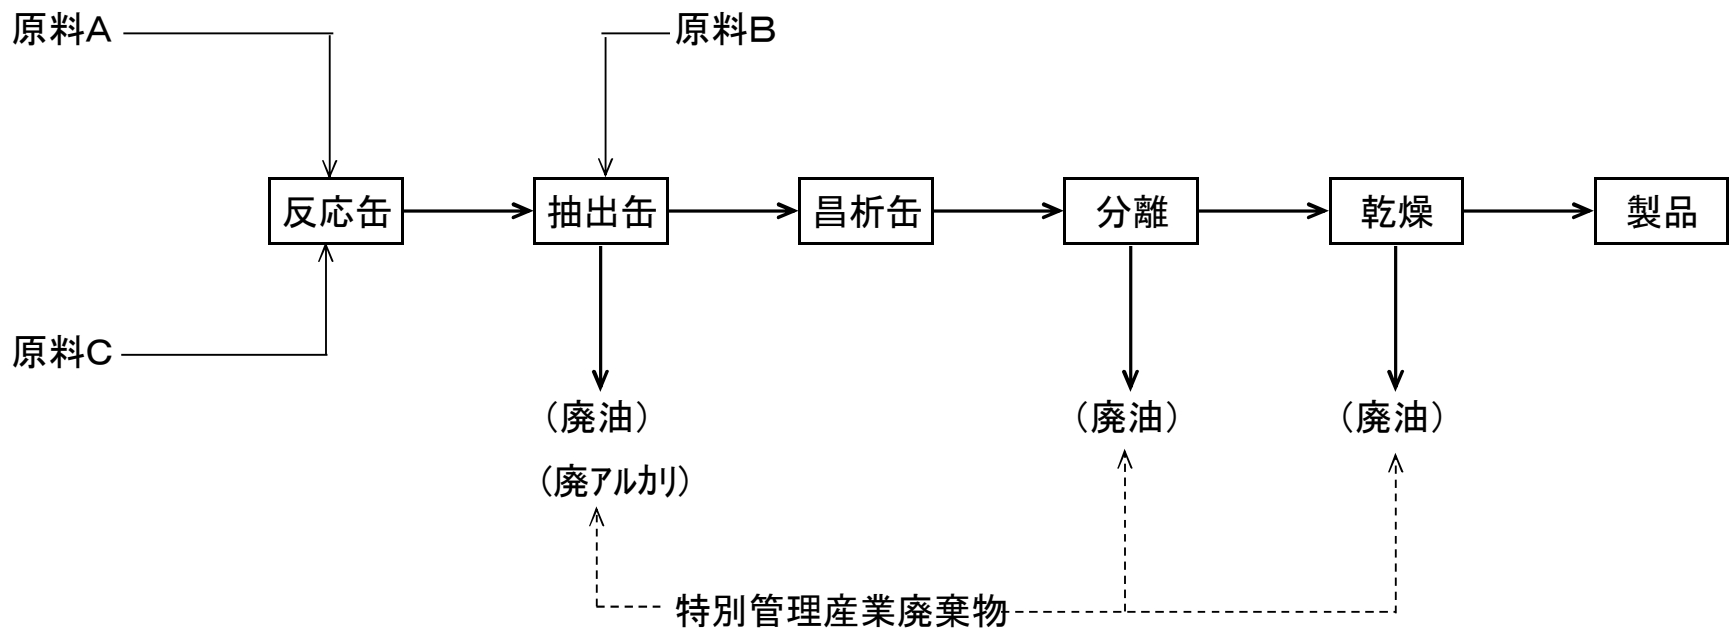 原料A
原料B
反応缶
抽出缶
昌析缶
分離
乾燥
製品
原料C
（廃油）
（廃油）
（廃油）
（廃アルカリ）
特別管理産業廃棄物